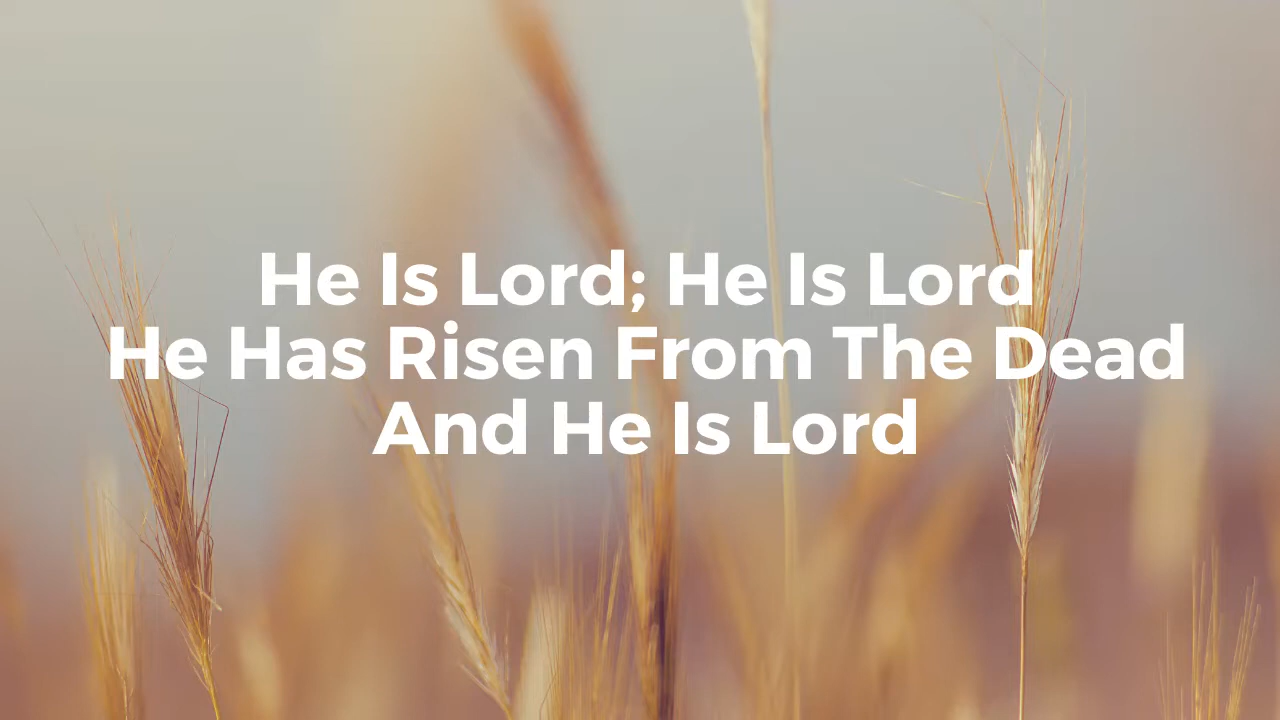 He Is Lord; He Is Lord
He Has Risen From The Dead
And He Is Lord